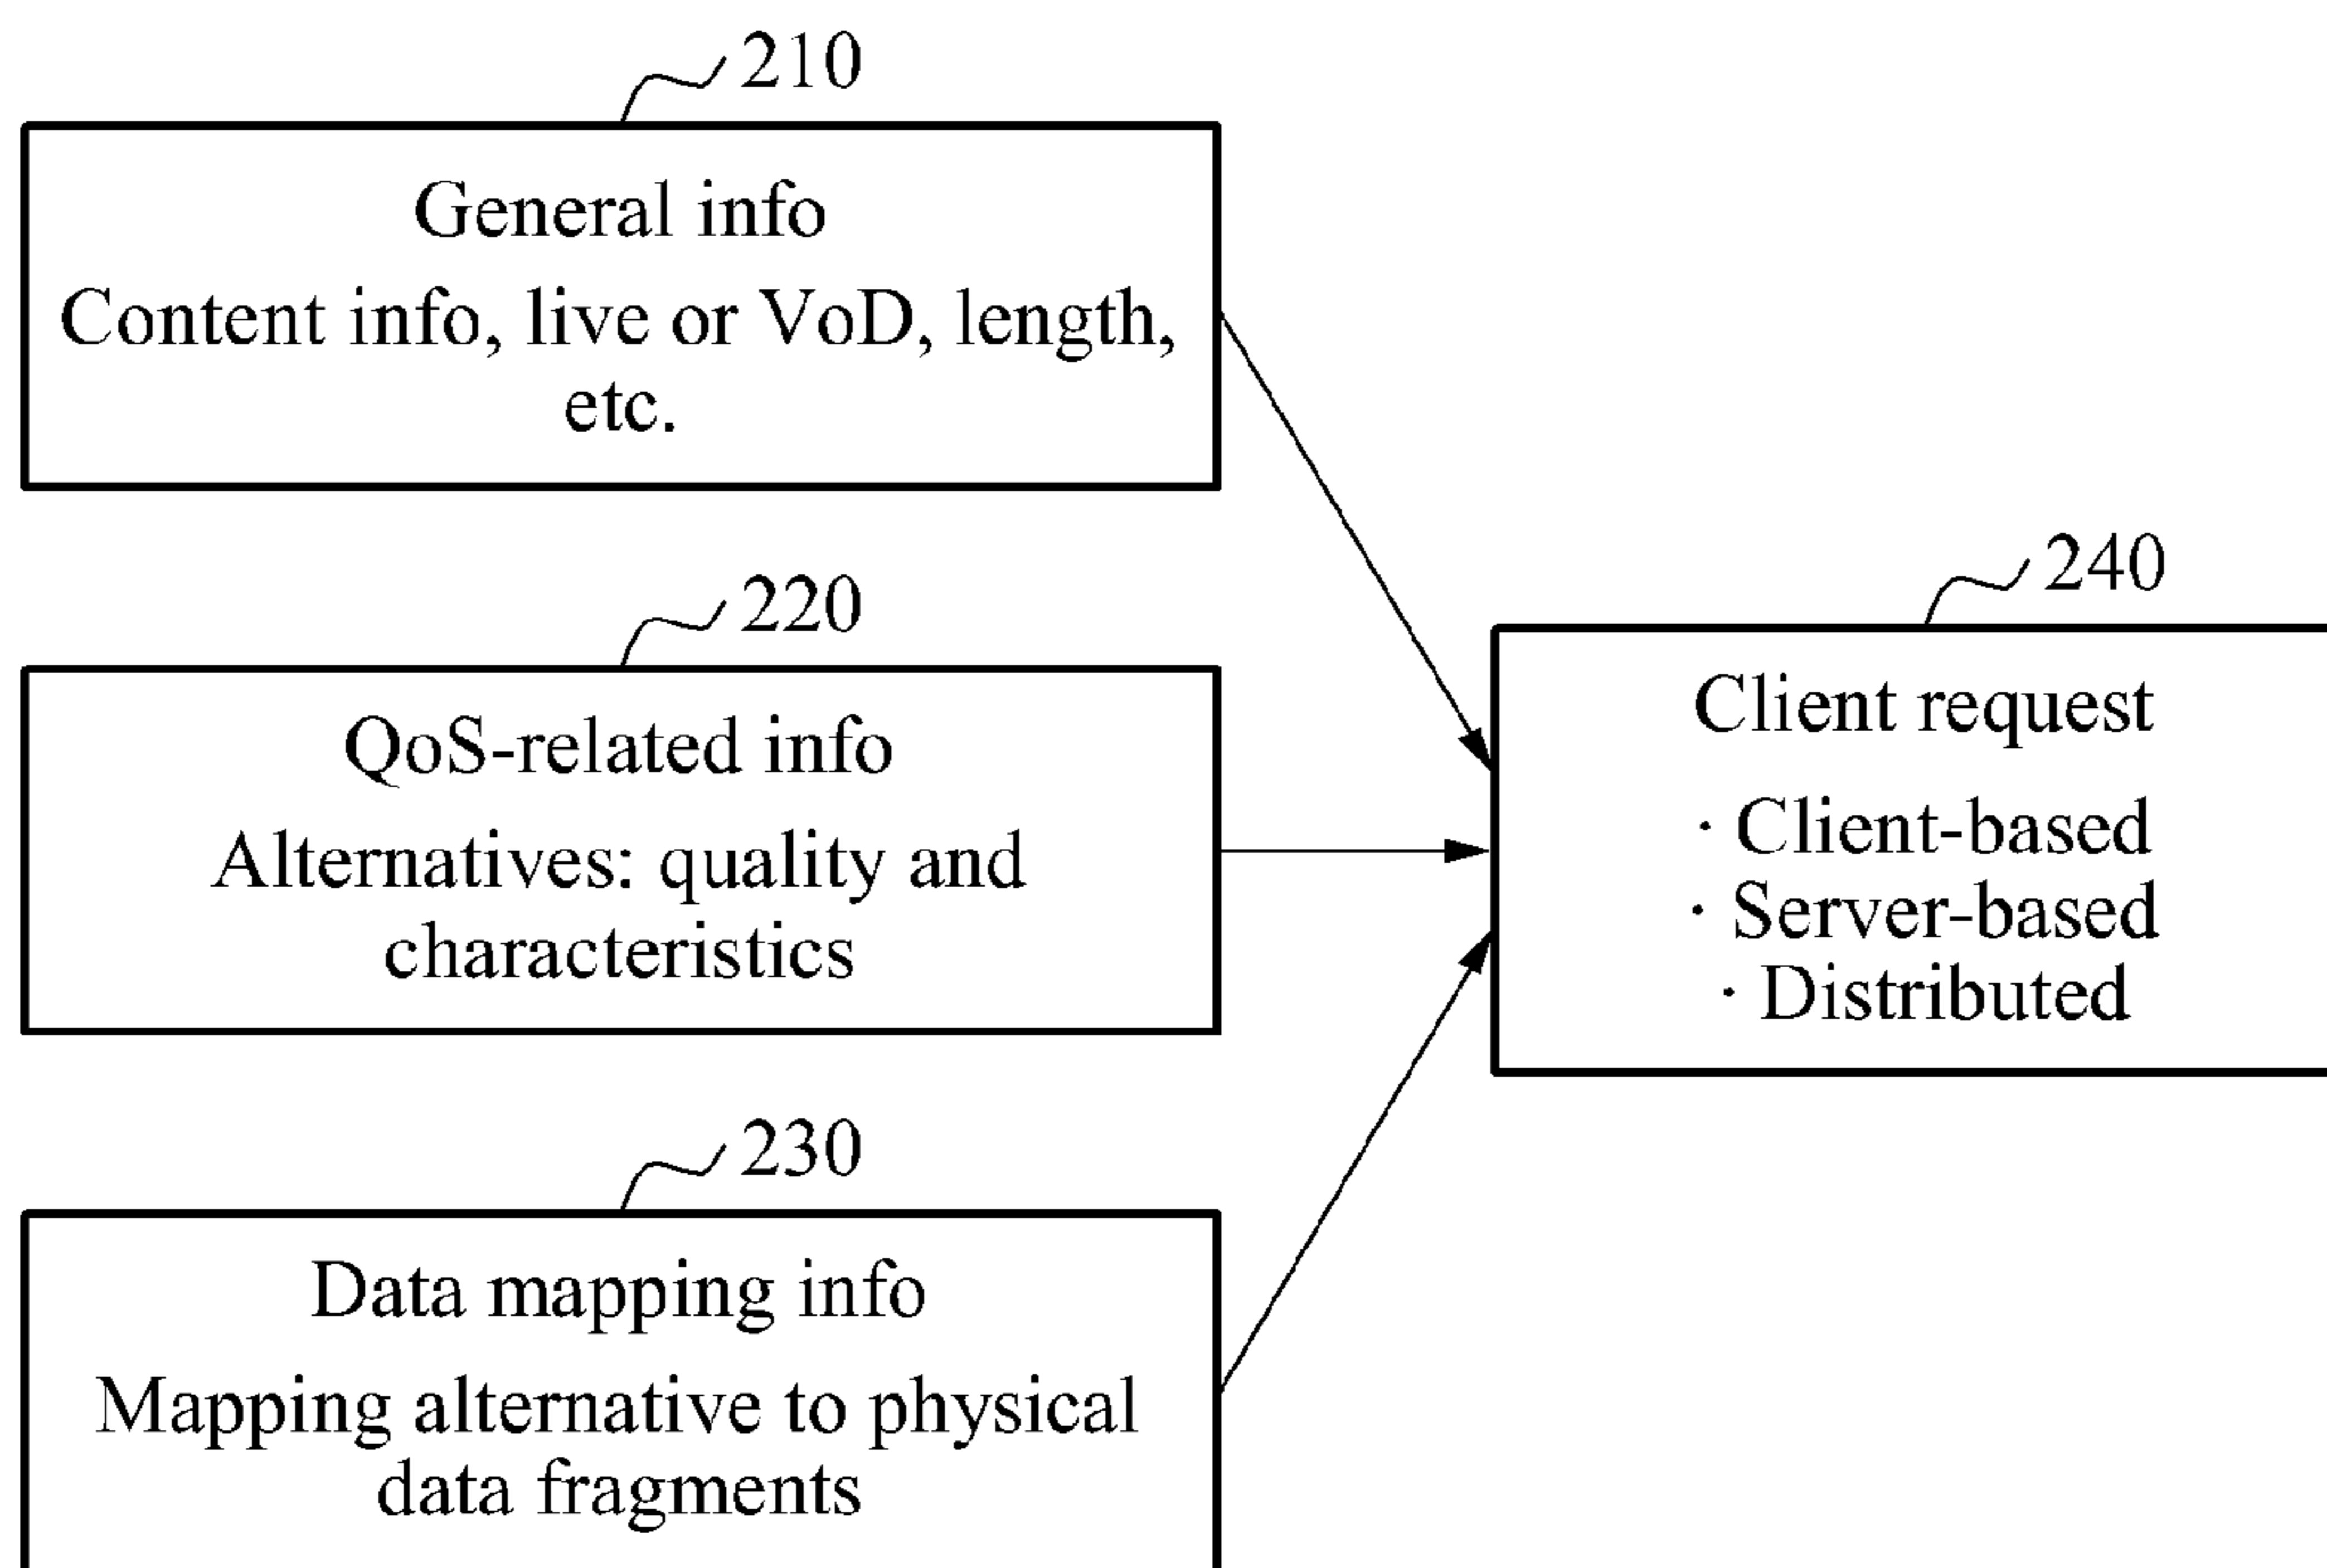 210
General info
Content info, live or VoD, length,
etc.
220
QoS-related info
Alternatives: quality and
characteristics
230
Data mapping info
Mapping alternative to physical
data fragments
240
Client request
· Client-based
· Server-based
· Distributed